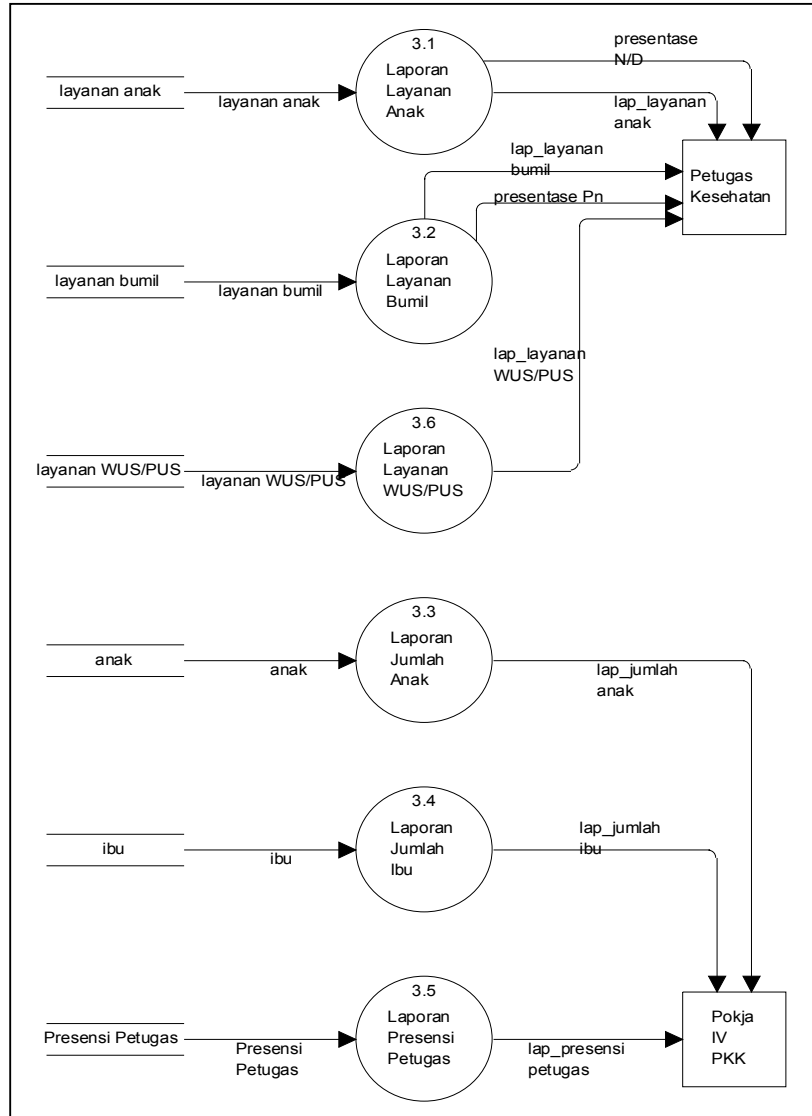 3.1
Laporan
Layanan
Anak
presentase
N/D
layanan anak
layanan anak
lap_layanan
anak
lap_layanan
bumil
Petugas
Kesehatan
presentase Pn
3.2
Laporan
Layanan
Bumil
layanan bumil
layanan bumil
lap_layanan
WUS/PUS
3.6
Laporan
Layanan
WUS/PUS
layanan WUS/PUS
layanan WUS/PUS
3.3
Laporan
Jumlah
Anak
anak
anak
lap_jumlah
anak
3.4
Laporan
Jumlah
Ibu
ibu
ibu
lap_jumlah
ibu
3.5
Laporan
Presensi
Petugas
Presensi Petugas
Presensi
Petugas
lap_presensi
petugas
Pokja
IV
PKK